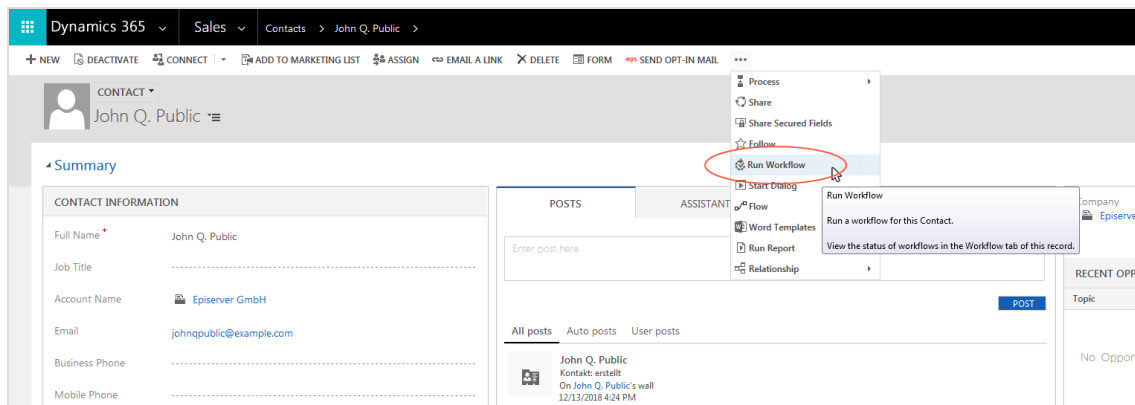 Dynamics 365 Sales Contacts > John Q. Public >
NEW DEACTIVATE CONNECT ADD TO MARKETING LIST ASSIGN EMAIL A LINK DELETE FORM SEND OPT-IN MAIL •••
CONTACT
John Q. Public
Process
Share
Share Secured Fields
Follow
Run Workflow
Start Dialog
Flow
Word Templates
Run Report
Relationship
Run Workflow
Run a workflow for this Contact.
View the status of workflows in the Workflow tab of this record.
Summary
CONTACT INFORMATION
Full Name * John Q. Public
Job Title
Account Name Episerver GmbH
Email johnqpublic@example.com
Business Phone
Mobile Phone
POSTS ASSISTANT
Enter post here
POST
All posts Auto posts User posts
John Q. Public
Kontakt: erstellt
On John Q. Public's wall
12/13/2018 4:24 PM
Company
Episerve
RECENT OPP
Topic
No Oppor